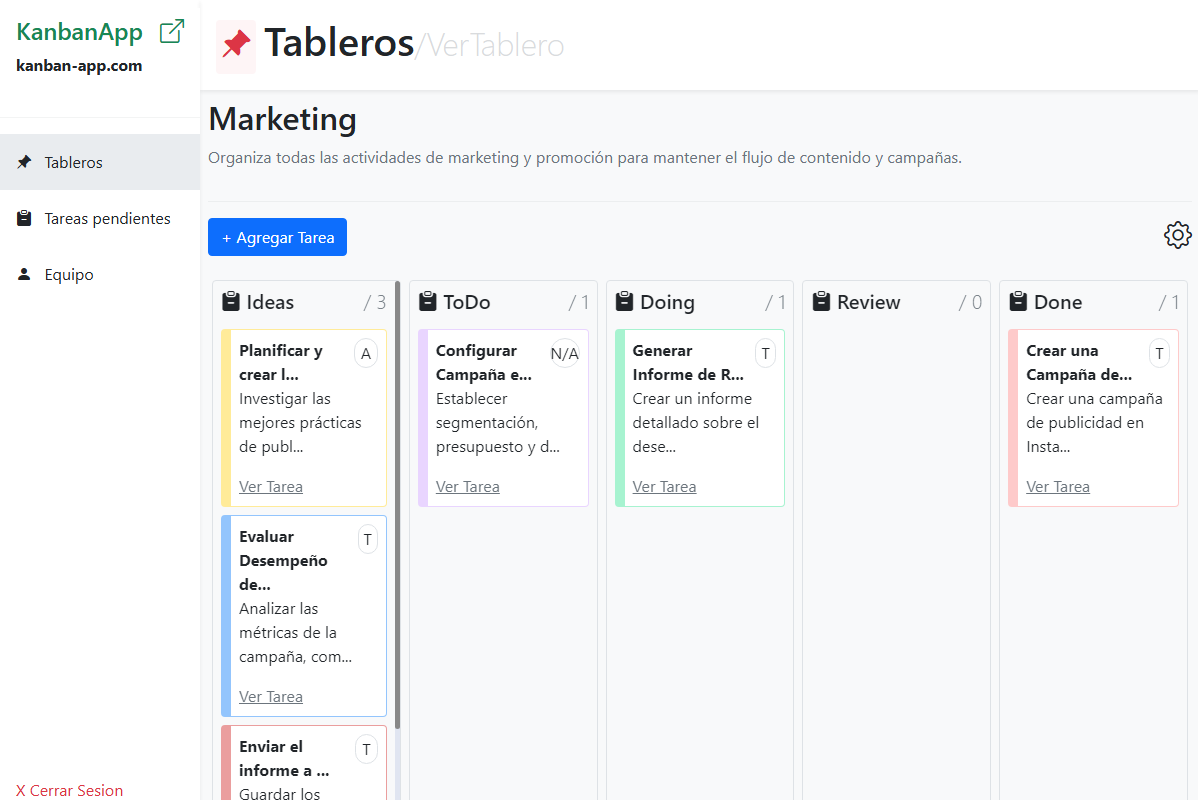 KanbanApp
kanban-app.com
Tableros
Tareas pendientes
Equipo
X Cerrar Sesion
Tableros/VerTablero
Marketing
Organiza todas las actividades de marketing y promoción para mantener el flujo de contenido y campañas.
+ Agregar Tarea
Ideas / 3
Planificar y
crear l...
A
Investigar las
mejores prácticas
de publ...
Ver Tarea
Evaluar
Desempeño
de...
T
Analizar las
métricas de la
campaña, com...
Ver Tarea
Enviar el
informe a ...
T
Guardar los
ToDo / 1
Configurar
Campaña e...
N/A
Establecer
segmentación,
presupuesto y d...
Ver Tarea
Doing / 1
Generar
Informe de R...
T
Crear un informe
detallado sobre el
dese...
Ver Tarea
Review / 0
Done / 1
Crear una
Campaña de...
T
Crear una campaña
de publicidad en
Insta...
Ver Tarea